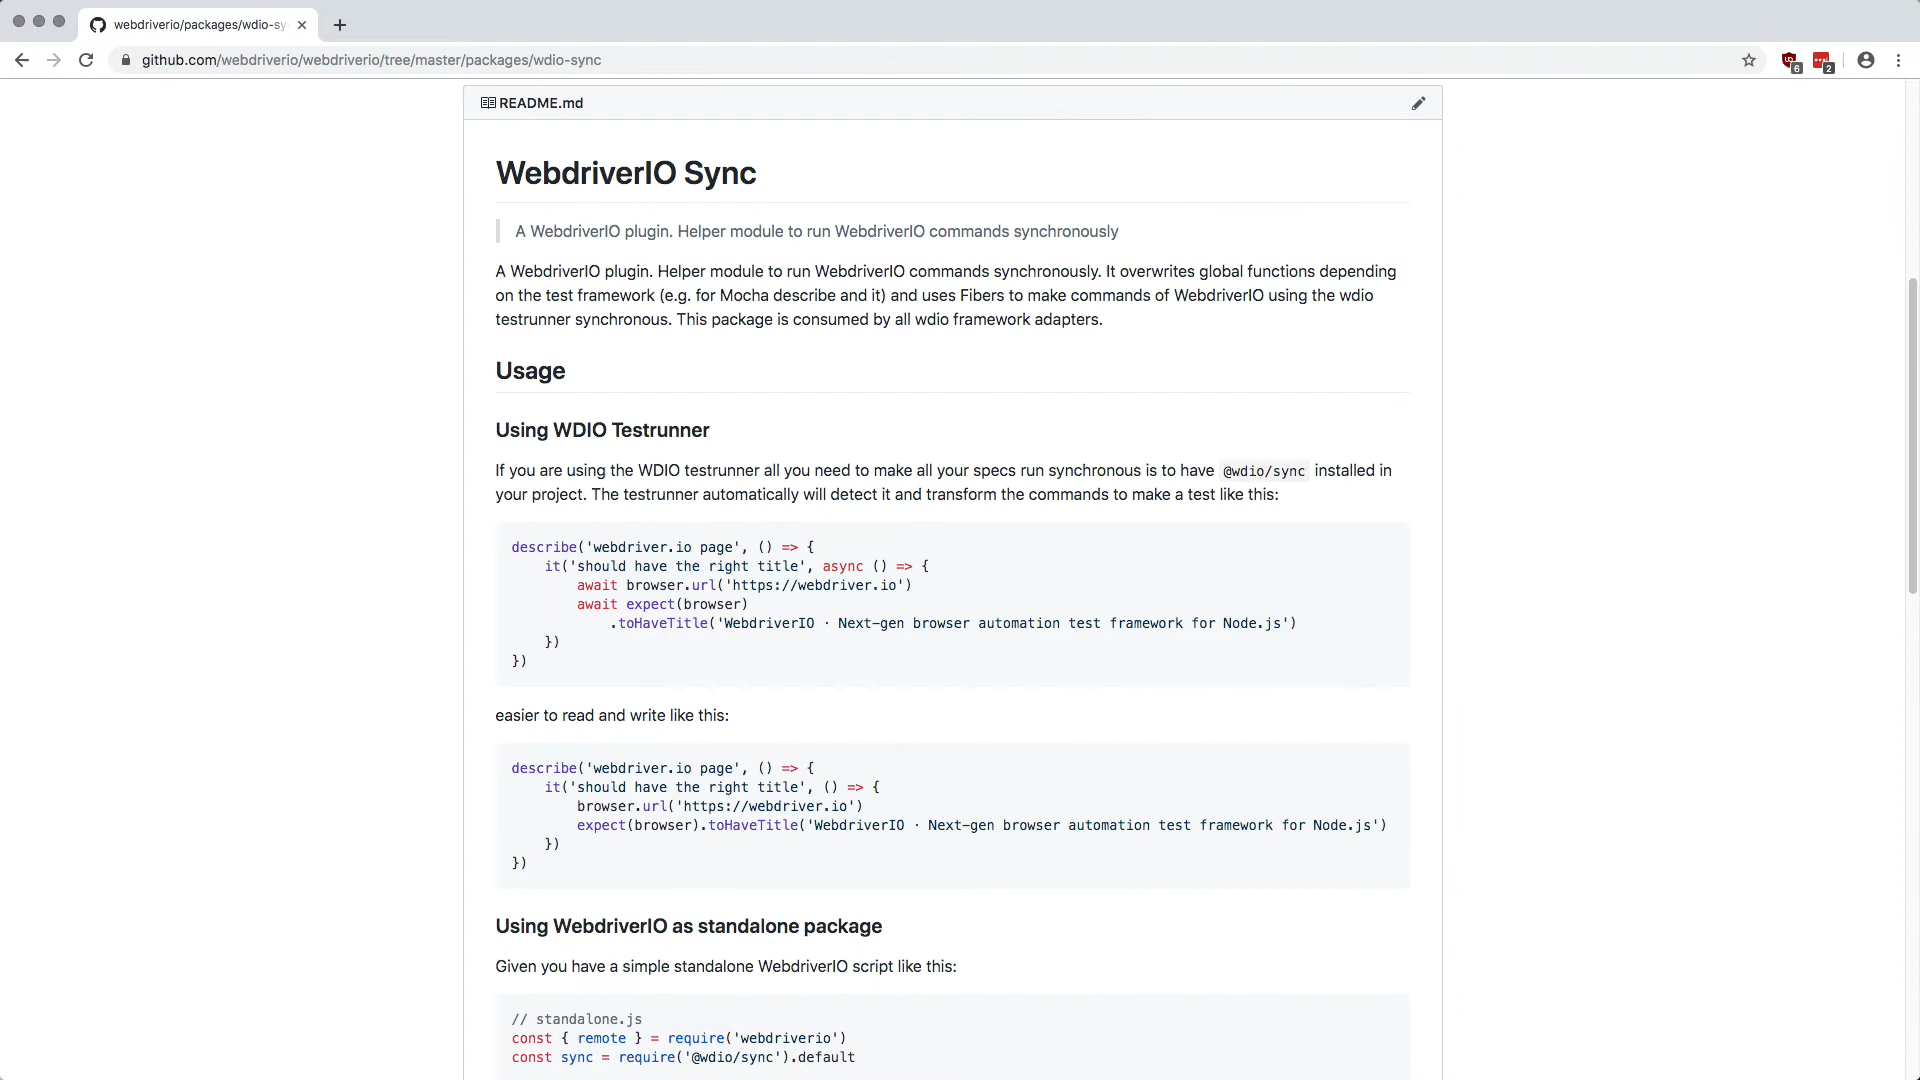 webdriverio/packages/wdio-sy
github.com/webdriverio/webdriverio/tree/master/packages/wdio-sync
6
2
README.md
WebdriverIO Sync
A WebdriverIO plugin. Helper module to run WebdriverIO commands synchronously
A WebdriverIO plugin. Helper module to run WebdriverIO commands synchronously. It overwrites global functions depending
on the test framework (e.g. for Mocha describe and it) and uses Fibers to make commands of WebdriverIO using the wdio
testrunner synchronous. This package is consumed by all wdio framework adapters.
Usage
Using WDIO Testrunner
If you are using the WDIO testrunner all you need to make all your specs run synchronous is to have @wdio/sync installed in
your project. The testrunner automatically will detect it and transform the commands to make a test like this:
describe('webdriver.io page', () => {
    it('should have the right title', async () => {
        await browser.url('https://webdriver.io')
        await expect(browser)
            .toHaveTitle('WebdriverIO · Next-gen browser automation test framework for Node.js')
    })
})
easier to read and write like this:
describe('webdriver.io page', () => {
    it('should have the right title', () => {
        browser.url('https://webdriver.io')
        expect(browser).toHaveTitle('WebdriverIO · Next-gen browser automation test framework for Node.js')
    })
})
Using WebdriverIO as standalone package
Given you have a simple standalone WebdriverIO script like this:
// standalone.js
const { remote } = require('webdriverio')
const sync = require('@wdio/sync').default